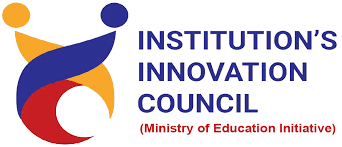 INSTITUTION'S
INNOVATION
COUNCIL
(Ministry of Education Initiative)